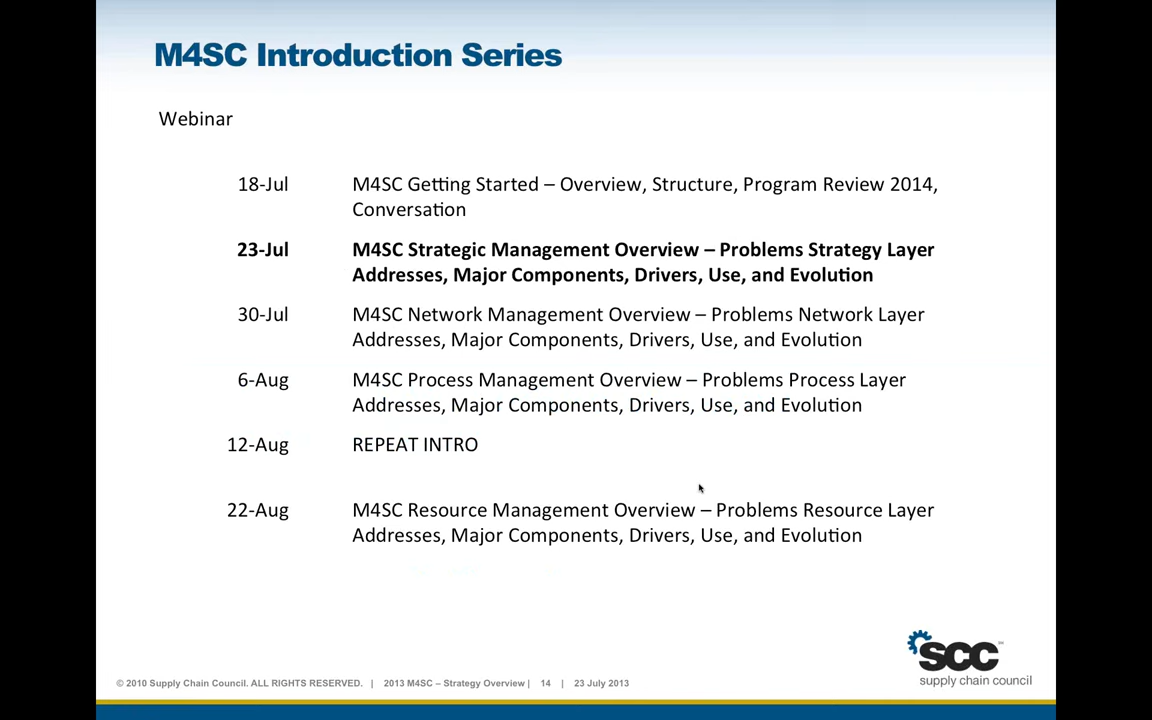 M4SC Introduction Series
Webinar
18-Jul M4SC Getting Started – Overview, Structure, Program Review 2014,
Conversation
23-Jul M4SC Strategic Management Overview – Problems Strategy Layer
Addresses, Major Components, Drivers, Use, and Evolution
30-Jul M4SC Network Management Overview – Problems Network Layer
Addresses, Major Components, Drivers, Use, and Evolution
6-Aug M4SC Process Management Overview – Problems Process Layer
Addresses, Major Components, Drivers, Use, and Evolution
12-Aug REPEAT INTRO
22-Aug M4SC Resource Management Overview – Problems Resource Layer
Addresses, Major Components, Drivers, Use, and Evolution
scc
supply chain council
© 2010 Supply Chain Council. ALL RIGHTS RESERVED. | 2013 M4SC – Strategy Overview | 14 | 23 July 2013